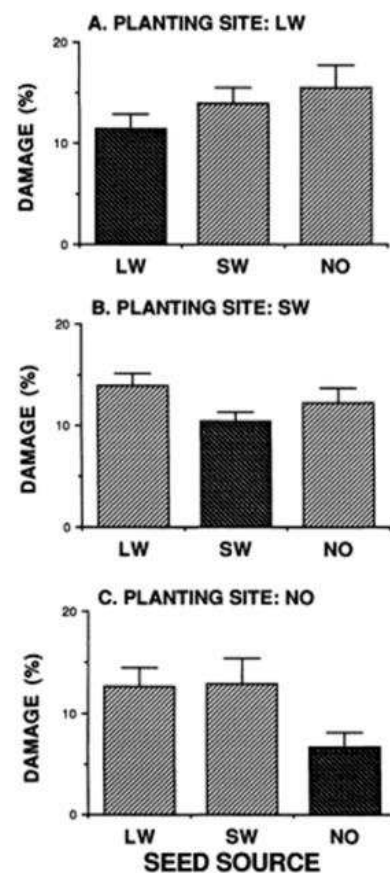 A. PLANTING SITE: LW
20
10
0
DAMAGE (%)
LW SW NO
B. PLANTING SITE: SW
20
10
0
DAMAGE (%)
LW SW NO
C. PLANTING SITE: NO
20
10
0
DAMAGE (%)
LW SW NO
SEED SOURCE